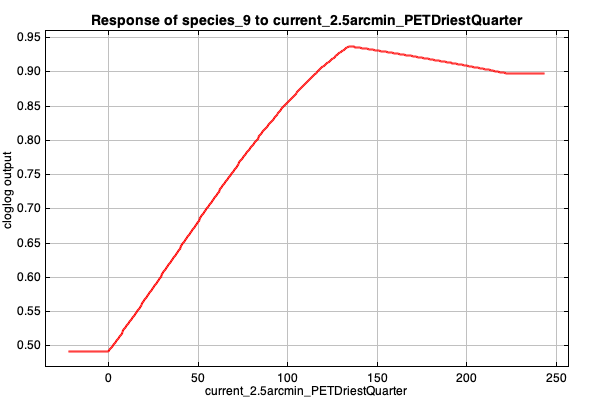 Response of species_9 to current_2.5arcmin_PETDriestQuarter
0.95
0.90
0.85
0.80
0.75
0.70
0.65
0.60
0.55
0.50
cloglog output
0 50 100 150 200 250
current_2.5arcmin_PETDriestQuarter